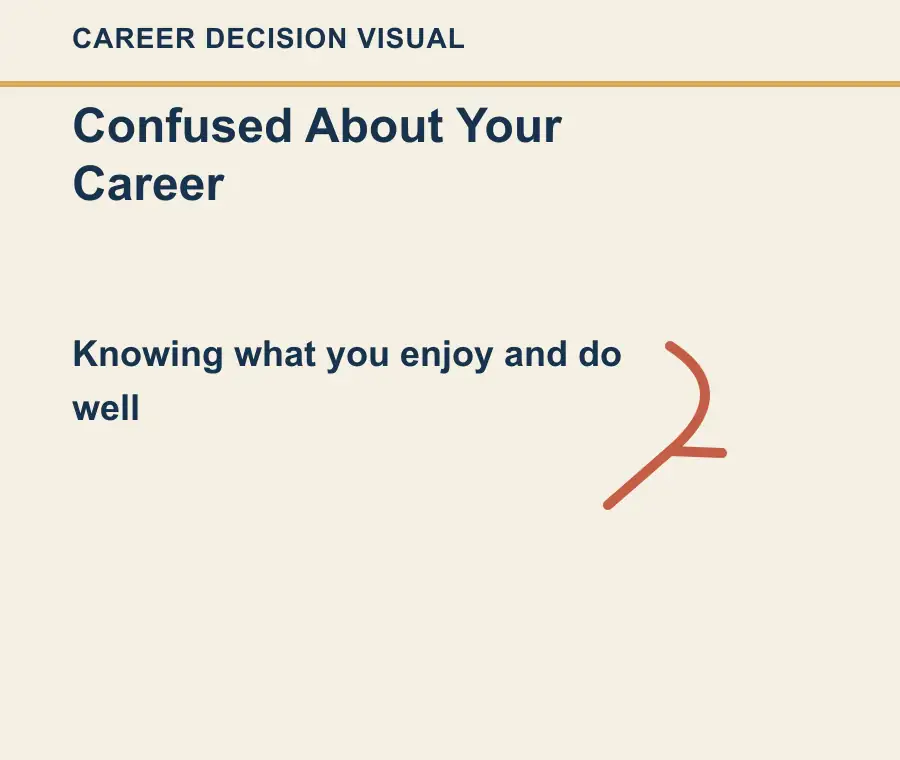 CAREER DECISION VISUAL
Confused About Your
Career
Knowing what you enjoy and do
well